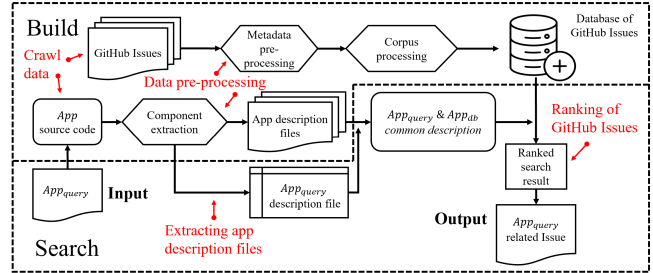 Build
GitHub Issues
Metadata
pre-
processing
Corpus
processing
Database of
GitHub Issues
Crawl
data
Data pre-processing
App
source code
Component
extraction
App description
files
App_query & App_db
common description
Ranking of
GitHub Issues
App_query
Input
App_query
description file
Ranked
search
result
Extracting app
description files
Output
App_query
related Issue
Search